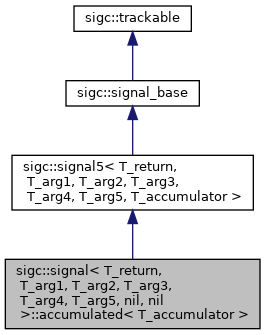 sigc::trackable
sigc::signal_base
sigc::signal5< T_return,
T_arg1, T_arg2, T_arg3,
T_arg4, T_arg5, T_accumulator >
sigc::signal< T_return,
T_arg1, T_arg2, T_arg3,
T_arg4, T_arg5, nil, nil
>::accumulated< T_accumulator >